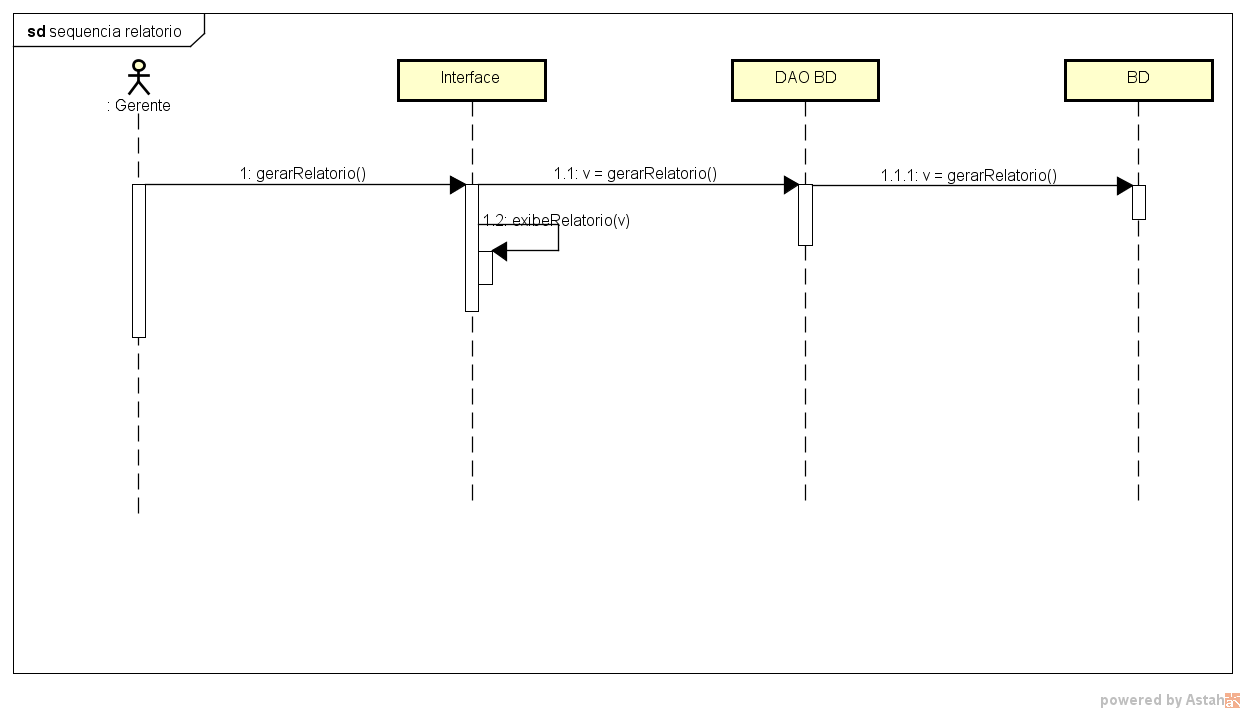 sd sequencia relatorio
: Gerente
Interface
DAO BD
BD
1: gerarRelatorio()
1.1: v = gerarRelatorio()
1.1.1: v = gerarRelatorio()
1.2: exibeRelatorio(v)
powered by Astah